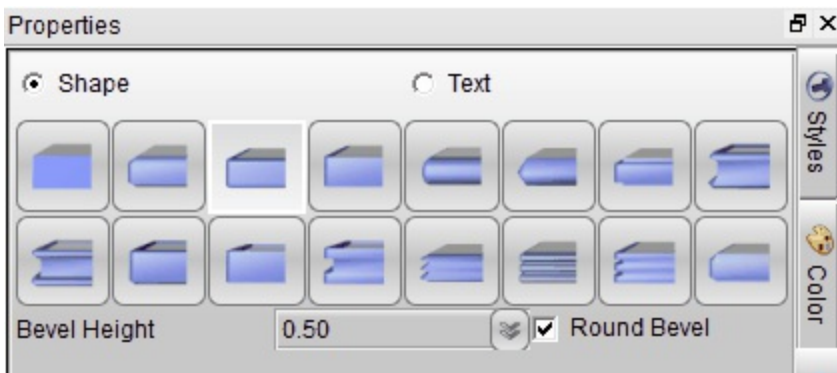 Properties
Shape
Text
Styles
Color
Bevel Height
0.50
Round Bevel